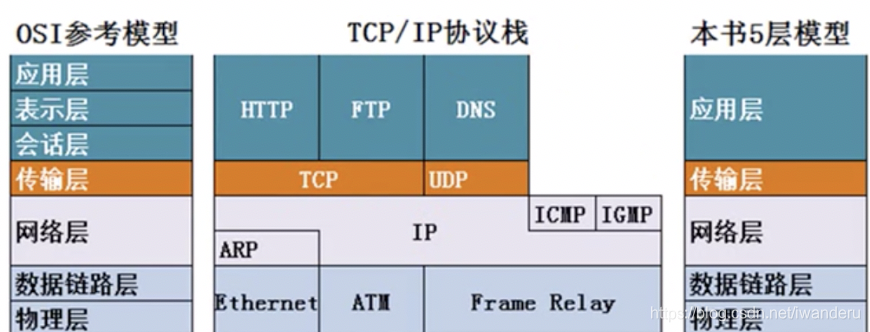 OSI参考模型 TCP/IP协议栈 本书5层模型
应用层
表示层 HTTP FTP DNS 应用层
会话层
传输层 TCP UDP 传输层
ICMP IGMP
网络层 IP 网络层
ARP
数据链路层 数据链路层
Ethernet ATM Frame Relay
物理层 物理层
https://blog.csdn.net/iwanderu